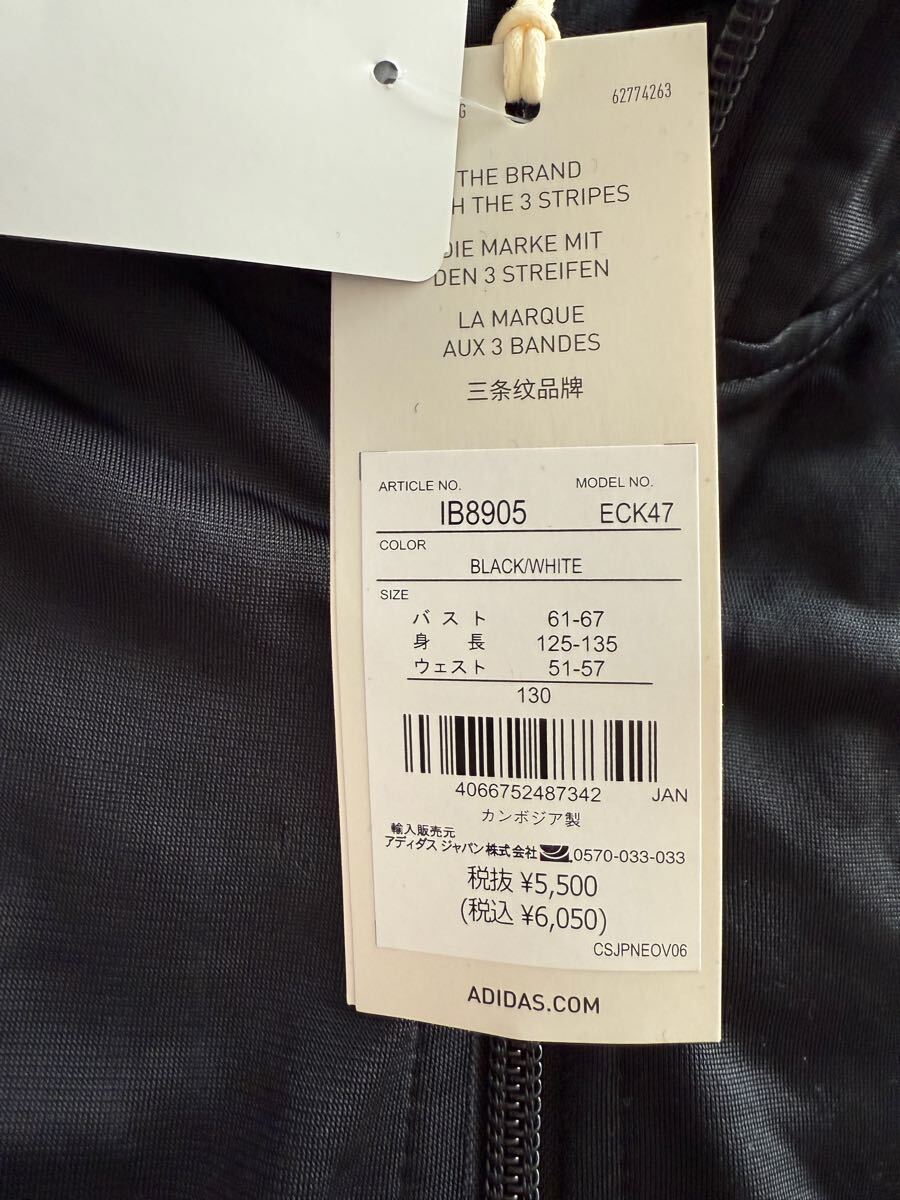 62774263
THE BRAND
THE 3 STRIPES
DIE MARKE MIT
DEN 3 STREIFEN
LA MARQUE
AUX 3 BANDES
三条纹品牌
ARTICLE NO. MODEL NO.
IB8905 ECK47
COLOR
BLACK/WHITE
SIZE
バスト 61-67
身長 125-135
ウェスト 51-57
130
4066752487342 JAN
カンボジア製
輸入販売元
アディダス ジャパン株式会社 0570-033-033
税抜 ¥5,500
(税込 ¥6,050)
CSJPNEOV06
ADIDAS.COM